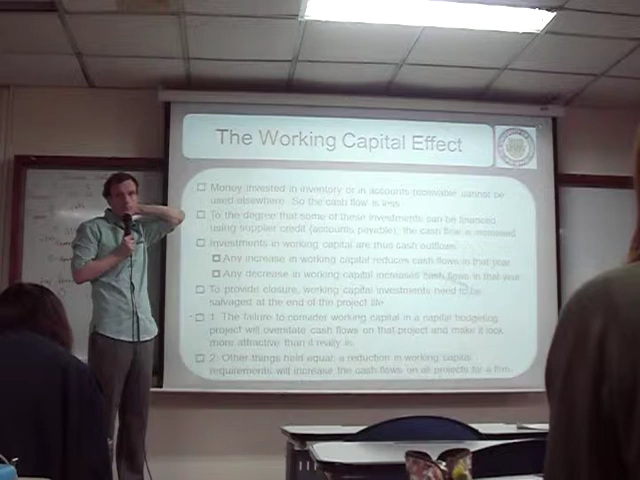 The Working Capital Effect
Money invested in inventory or in accounts receivable cannot be
used elsewhere. So the cash flow is less.
To the degree that some of these investments can be financed
using supplier credit (accounts payable), the cash flow is increased
Investments in working capital are thus cash outflows.
Any increase in working capital reduces cash flows in that year
Any decrease in working capital increases cash flows in that year
To provide closure, working capital investments need to be
salvaged at the end of the project life
1. The failure to consider working capital in a capital budgeting
project will overstate cash flows on that project and make it look
more attractive than it really is.
2. Other things held equal, a reduction in working capital
requirements will increase the cash flows on all projects for a firm.